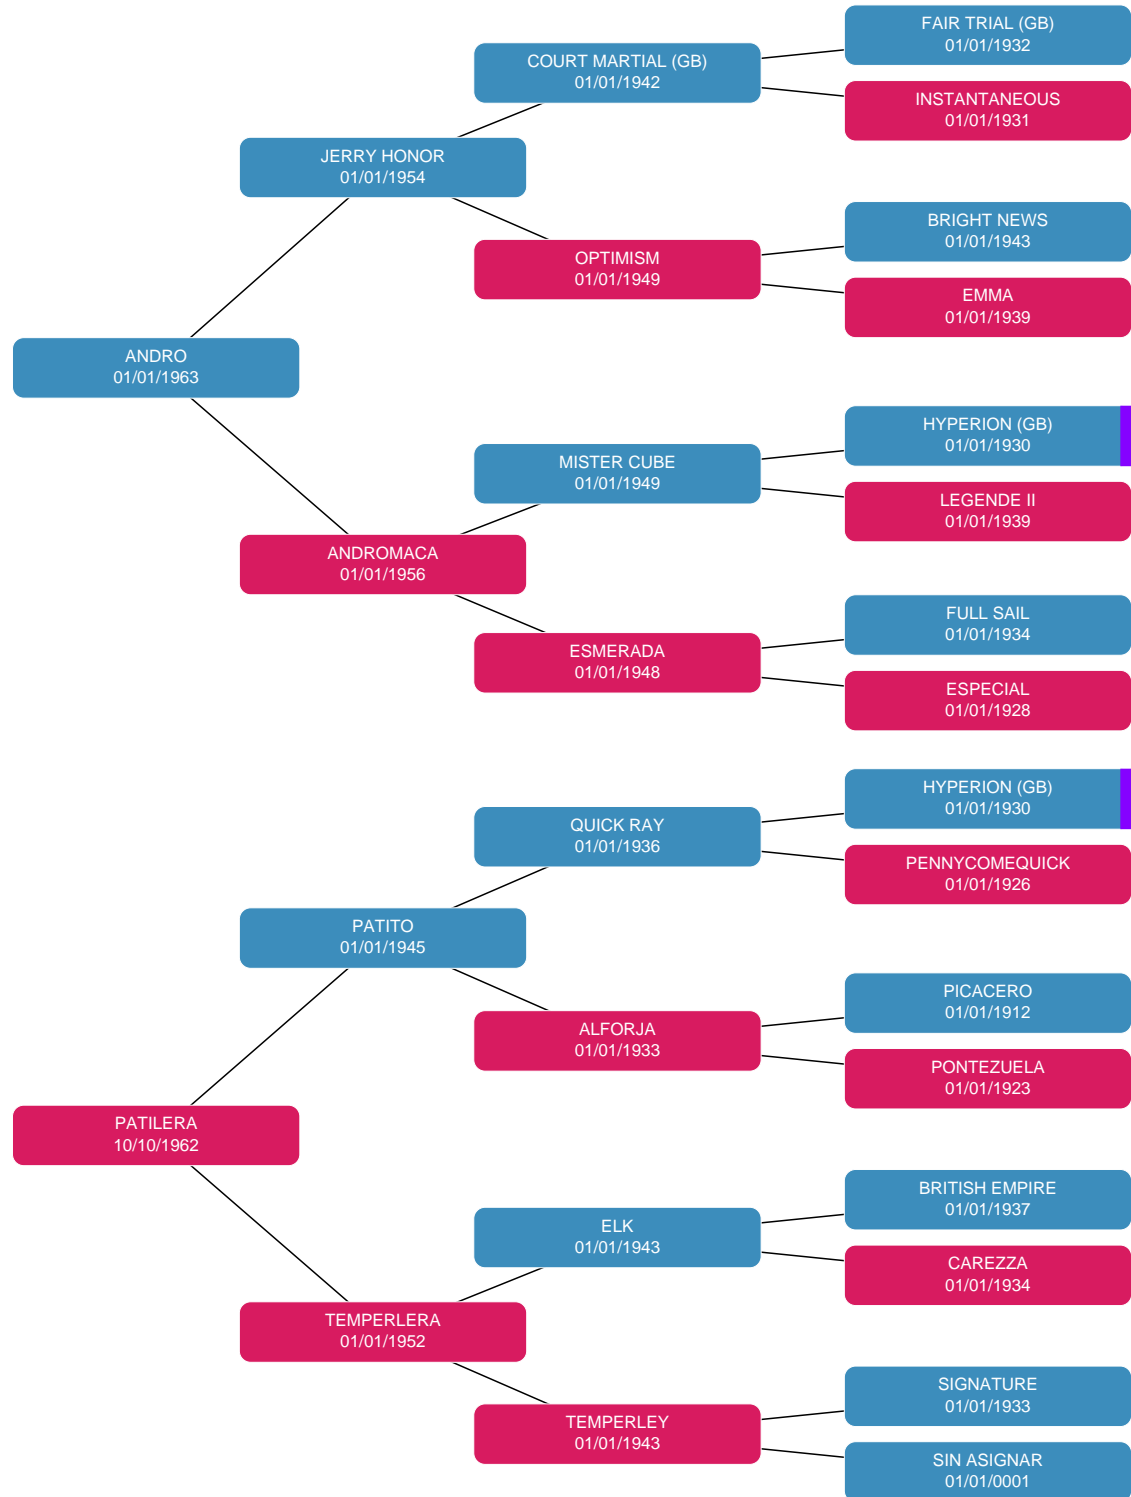 FAIR TRIAL (GB)
01/01/1932
COURT MARTIAL (GB)
01/01/1942
INSTANTANEOUS
01/01/1931
JERRY HONOR
01/01/1954
BRIGHT NEWS
01/01/1943
OPTIMISM
01/01/1949
EMMA
01/01/1939
ANDRO
01/01/1963
HYPERION (GB)
01/01/1930
MISTER CUBE
01/01/1949
LEGENDE II
01/01/1939
ANDROMACA
01/01/1956
FULL SAIL
01/01/1934
ESMERADA
01/01/1948
ESPECIAL
01/01/1928
HYPERION (GB)
01/01/1930
QUICK RAY
01/01/1936
PENNYCOMEQUICK
01/01/1926
PATITO
01/01/1945
PICACERO
01/01/1912
ALFORJA
01/01/1933
PONTEZUELA
01/01/1923
PATILERA
10/10/1962
BRITISH EMPIRE
01/01/1937
ELK
01/01/1943
CAREZZA
01/01/1934
TEMPERLERA
01/01/1952
SIGNATURE
01/01/1933
TEMPERLEY
01/01/1943
SIN ASIGNAR
01/01/0001